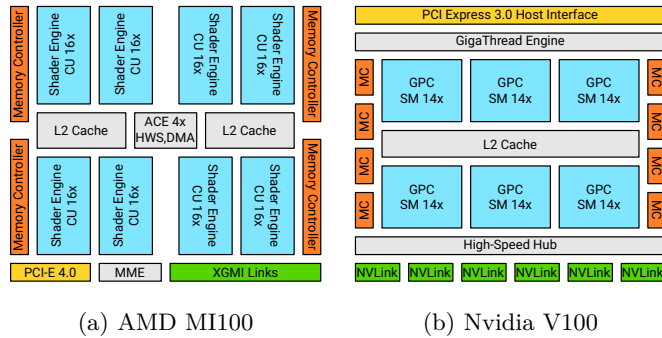 Memory Controller
Shader Engine
CU 16x
Shader Engine
CU 16x
Shader Engine
CU 16x
Shader Engine
CU 16x
Memory Controller
L2 Cache
ACE 4x
HWS,DMA
L2 Cache
Memory Controller
Shader Engine
CU 16x
Shader Engine
CU 16x
Shader Engine
CU 16x
Shader Engine
CU 16x
Memory Controller
PCI-E 4.0
MME
XGMI Links
(a) AMD MI100
PCI Express 3.0 Host Interface
GigaThread Engine
MC
MC
MC
MC
GPC
SM 14x
GPC
SM 14x
GPC
SM 14x
L2 Cache
GPC
SM 14x
GPC
SM 14x
GPC
SM 14x
MC
MC
MC
MC
High-Speed Hub
NVLink
NVLink
NVLink
NVLink
NVLink
NVLink
(b) Nvidia V100